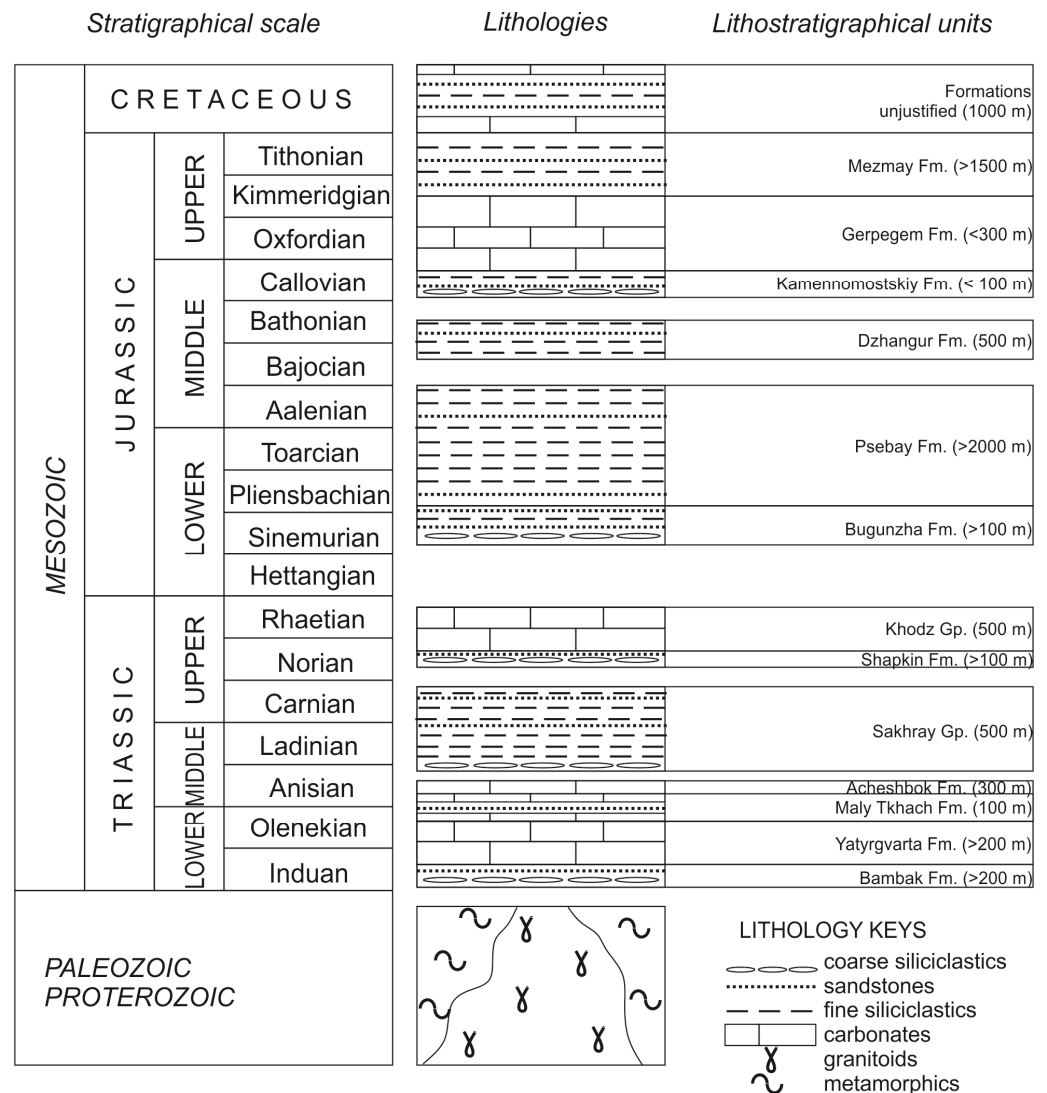 Stratigraphical scale
Lithologies
Lithostratigraphical units
MESOZOIC
CRETACEOUS
JURASSIC
UPPER
Tithonian
Kimmeridgian
Oxfordian
MIDDLE
Callovian
Bathonian
Bajocian
Aalenian
LOWER
Toarcian
Pliensbachian
Sinemurian
Hettangian
TRIASSIC
UPPER
Rhaetian
Norian
Carnian
MIDDLE
Ladinian
Anisian
LOWER
Olenekian
Induan
PALEOZOIC
PROTEROZOIC
Formations
unjustified (1000 m)
Mezmay Fm. (>1500 m)
Gerpegem Fm. (<300 m)
Kamennomostskiy Fm. (< 100 m)
Dzhangur Fm. (500 m)
Psebay Fm. (>2000 m)
Bugunzha Fm. (>100 m)
Khodz Gp. (500 m)
Shapkin Fm. (>100 m)
Sakhray Gp. (500 m)
Acheshbok Fm. (300 m)
Maly Tkhach Fm. (100 m)
Yatyrgvarta Fm. (>200 m)
Bambak Fm. (>200 m)
LITHOLOGY KEYS
coarse siliciclastics
sandstones
fine siliciclastics
carbonates
granitoids
metamorphics